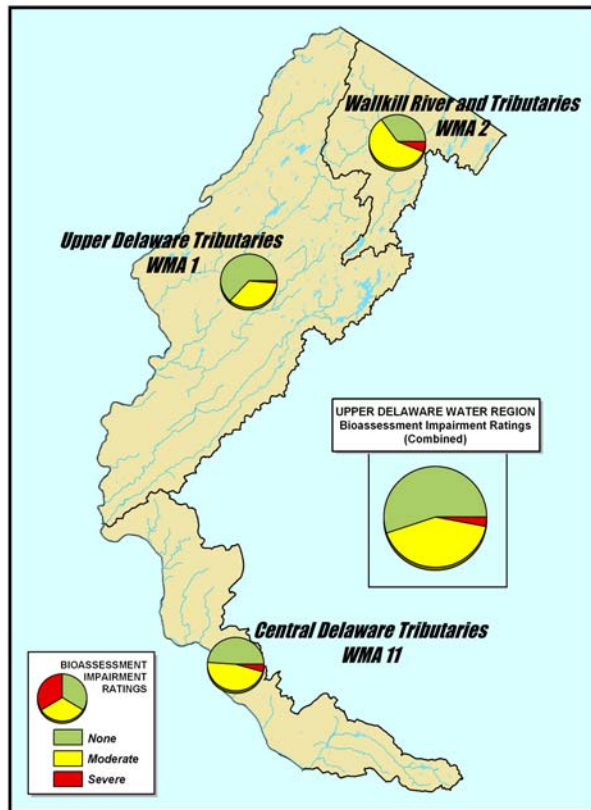 Wallkill River and Tributaries
WMA 2
Upper Delaware Tributaries
WMA 1
UPPER DELAWARE WATER REGION
Bioassessment Impairment Ratings
(Combined)
Central Delaware Tributaries
WMA 11
BIOASSESSMENT
IMPAIRMENT
RATINGS
None
Moderate
Severe